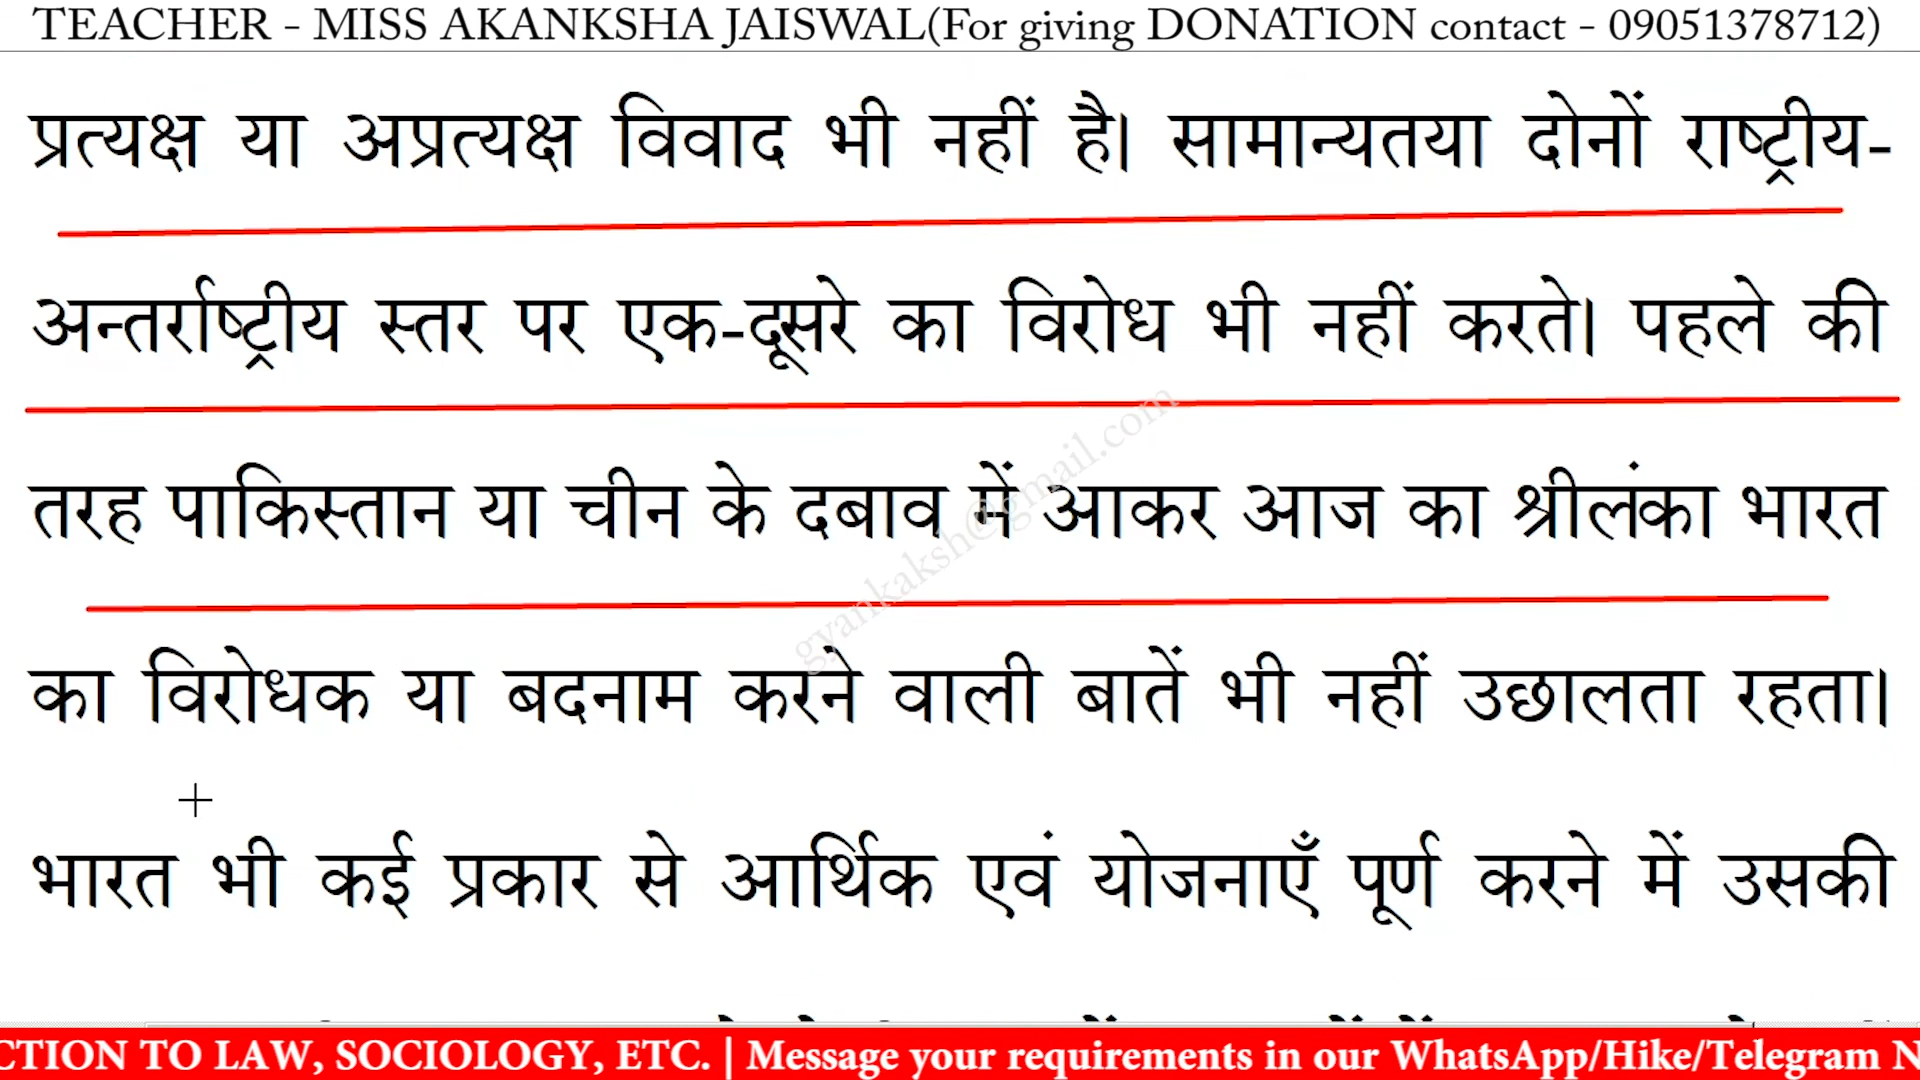 TEACHER - MISS AKANKSHA JAISWAL(For giving DONATION contact - 09051378712)
प्रत्यक्ष या अप्रत्यक्ष विवाद भी नहीं है। सामान्यतया दोनों राष्ट्रीय-
अन्तर्राष्ट्रीय स्तर पर एक-दूसरे का विरोध भी नहीं करते। पहले की
तरह पाकिस्तान या चीन के दबाव में आकर आज का श्रीलंका भारत
का विरोधक या बदनाम करने वाली बातें भी नहीं उछालता रहता।
भारत भी कई प्रकार से आर्थिक एवं योजनाएँ पूर्ण करने में उसकी
gyankaksh@gmail.com
CTION TO LAW, SOCIOLOGY, ETC. | Message your requirements in our WhatsApp/Hike/Telegram N